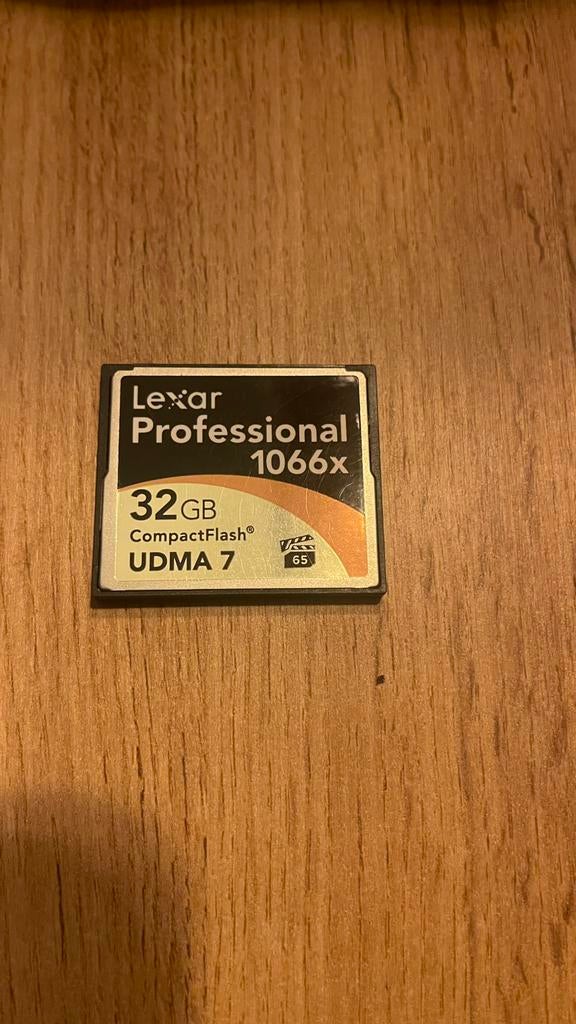 Lexar
Professional
1066x
32GB
CompactFlash®
UDMA 7
65